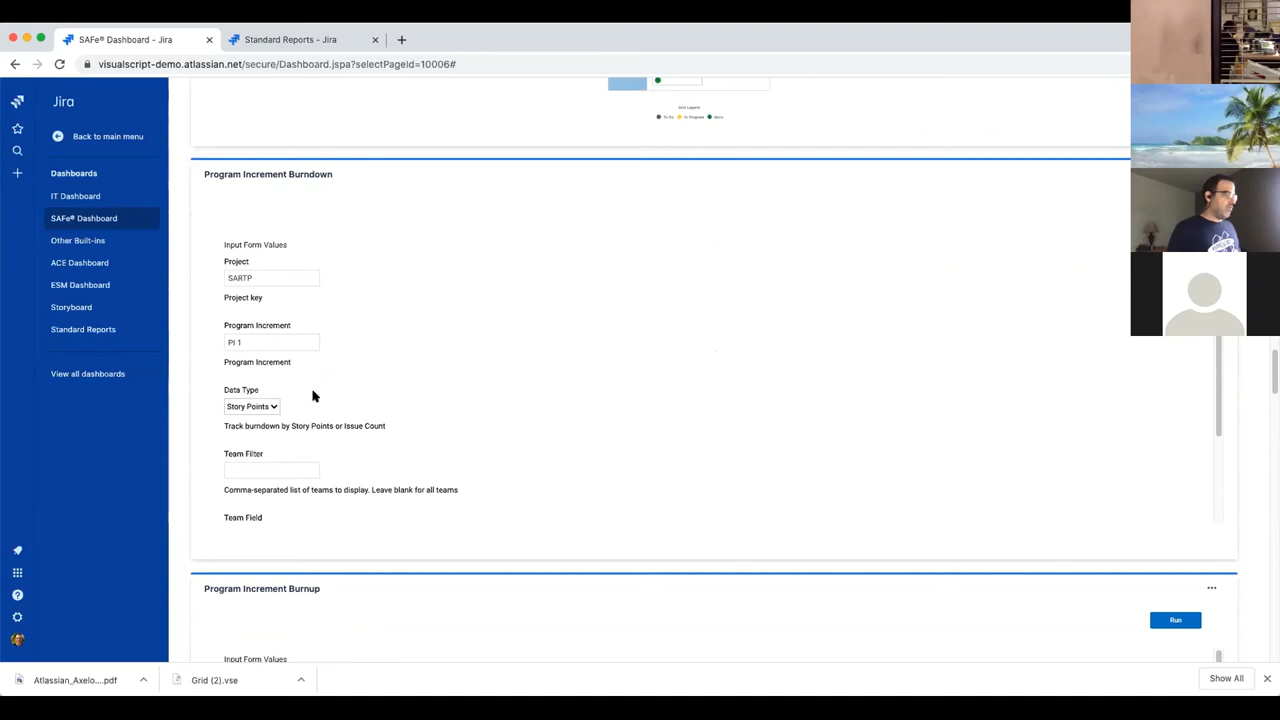 SAFe® Dashboard - Jira
Standard Reports - Jira
visualscript-demo.atlassian.net/secure/Dashboard.jspa?selectPageId=10006#
Jira
Back to main menu
Dashboards
IT Dashboard
SAFe® Dashboard
Other Built-ins
ACE Dashboard
ESM Dashboard
Storyboard
Standard Reports
View all dashboards
To Do In Progress Done
Program Increment Burndown
Input Form Values
Project
SARTP
Project key
Program Increment
PI 1
Program Increment
Data Type
Story Points
Track burndown by Story Points or Issue Count
Team Filter
Comma-separated list of teams to display. Leave blank for all teams
Team Field
Program Increment Burnup
Run
Input Form Values
Atlassian_Axelo....pdf
Grid (2).vse
Show All